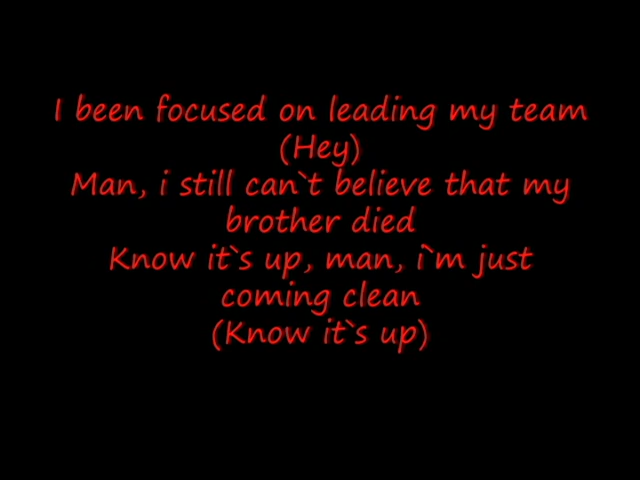 I been focused on leading my team
(Hey)
Man, i still can`t believe that my
brother died
Know it`s up, man, i`m just
coming clean
(Know it`s up)